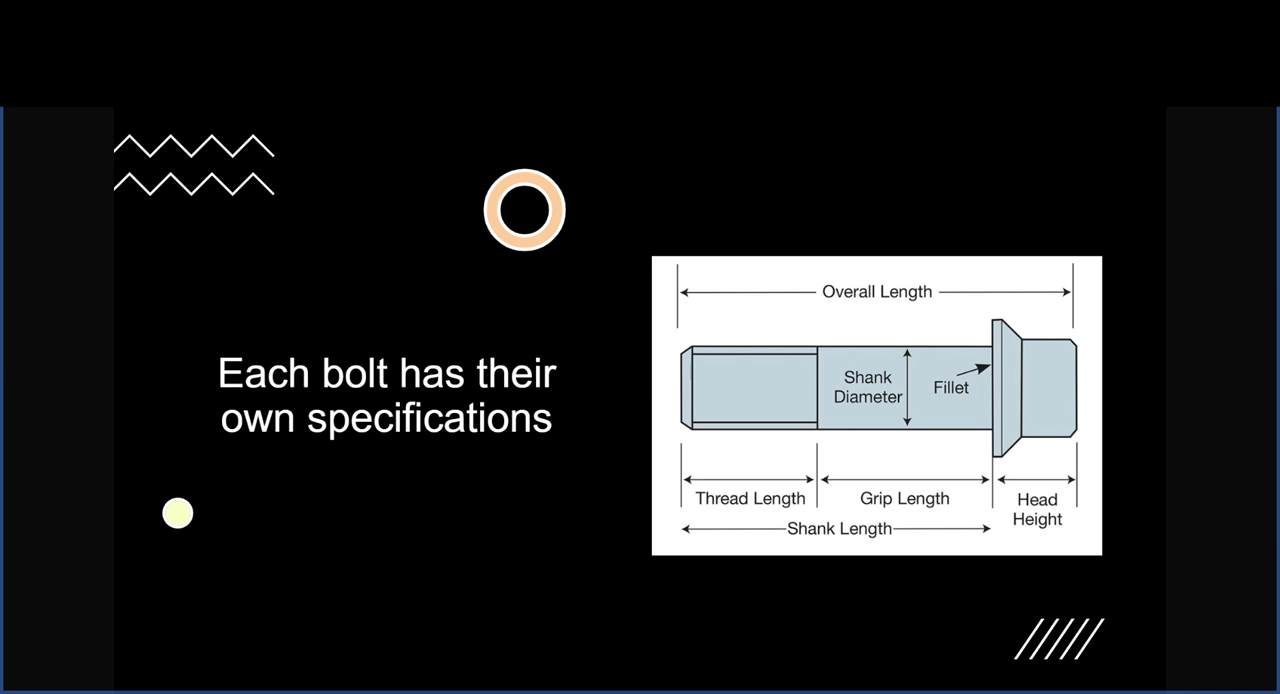 Each bolt has their
own specifications
Overall Length
Shank
Diameter
Fillet
Thread Length
Grip Length
Head
Height
Shank Length